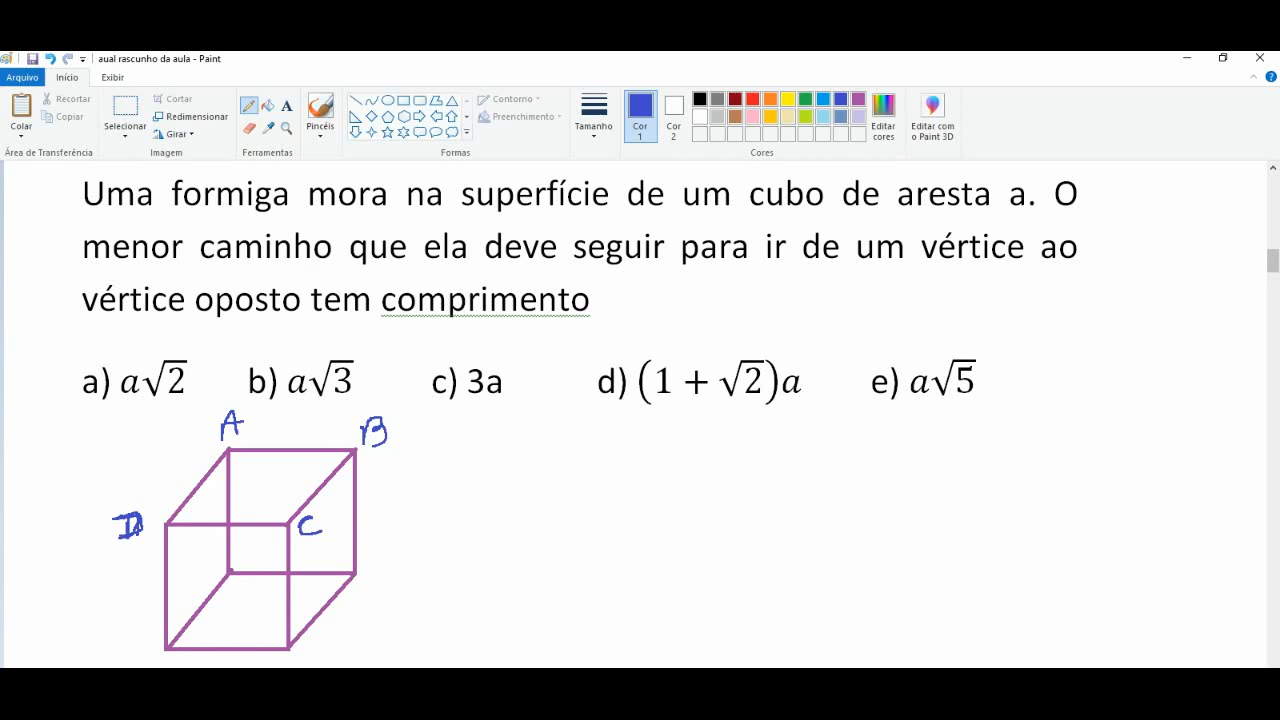 aual rascunho da aula - Paint
Arquivo Início Exibir
Colar
Recortar
Copiar
Área de Transferência
Selecionar
Cortar
Redimensionar
Girar
Imagem
Ferramentas
Pincéis
Contorno
Preenchimento
Formas
Tamanho
Cor 1
Cor 2
Editar cores
Cores
Editar com o Paint 3D
Uma formiga mora na superfície de um cubo de aresta a. O
menor caminho que ela deve seguir para ir de um vértice ao
vértice oposto tem comprimento
a) a√2 b) a√3 c) 3a d) (1 + √2)a e) a√5
A
B
D
C